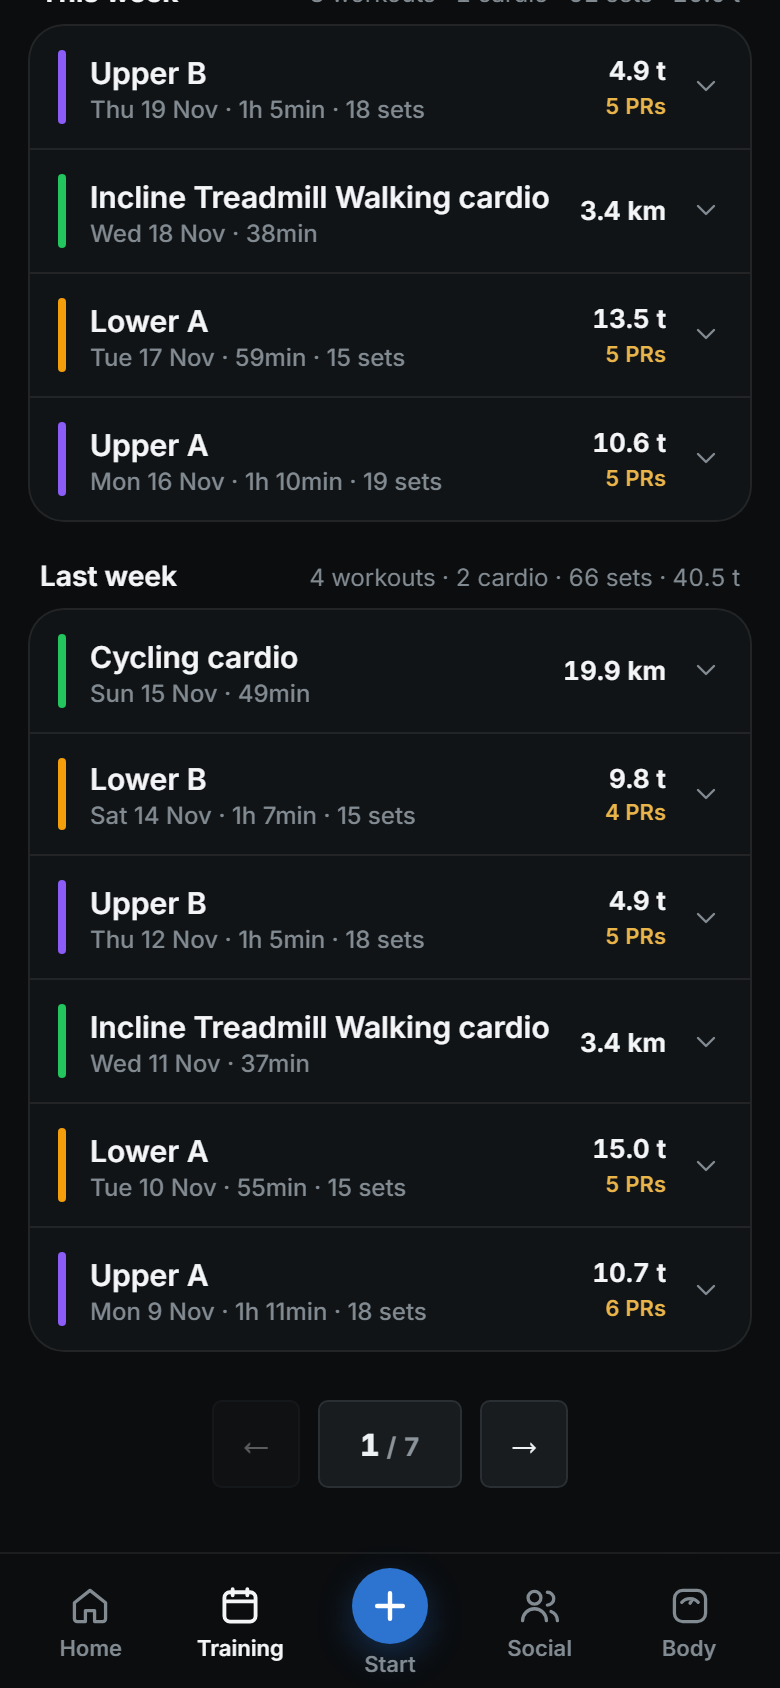 Upper B
4.9 t
Thu 19 Nov · 1h 5min · 18 sets
5 PRs
Incline Treadmill Walking cardio
3.4 km
Wed 18 Nov · 38min
Lower A
13.5 t
Tue 17 Nov · 59min · 15 sets
5 PRs
Upper A
10.6 t
Mon 16 Nov · 1h 10min · 19 sets
5 PRs
Last week
4 workouts · 2 cardio · 66 sets · 40.5 t
Cycling cardio
19.9 km
Sun 15 Nov · 49min
Lower B
9.8 t
Sat 14 Nov · 1h 7min · 15 sets
4 PRs
Upper B
4.9 t
Thu 12 Nov · 1h 5min · 18 sets
5 PRs
Incline Treadmill Walking cardio
3.4 km
Wed 11 Nov · 37min
Lower A
15.0 t
Tue 10 Nov · 55min · 15 sets
5 PRs
Upper A
10.7 t
Mon 9 Nov · 1h 11min · 18 sets
6 PRs
← 1 / 7 →
Home
Training
Start
Social
Body